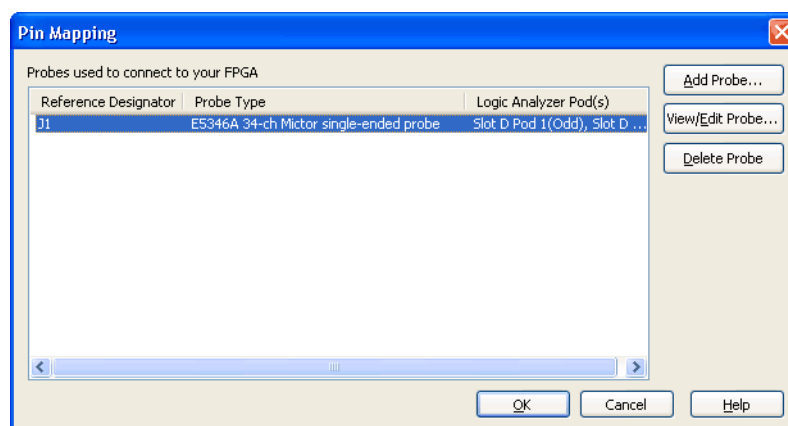 Pin Mapping
Probes used to connect to your FPGA
Reference Designator Probe Type Logic Analyzer Pod(s)
J1 E5346A 34-ch Mictor single-ended probe Slot D Pod 1(Odd), Slot D ...
Add Probe...
View/Edit Probe...
Delete Probe
OK Cancel Help